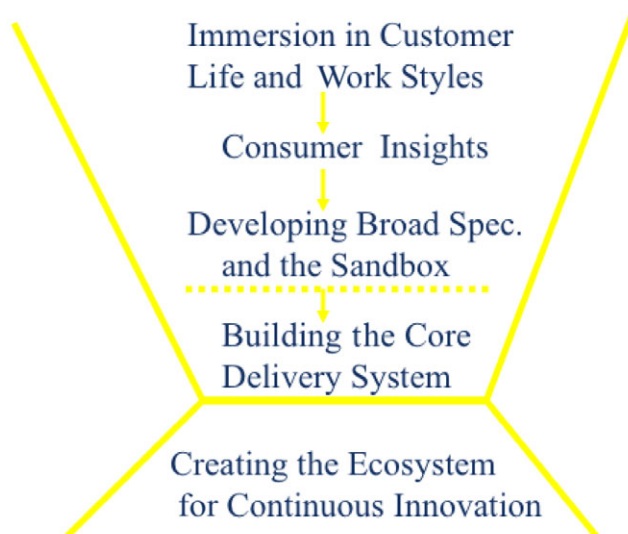 Immersion in Customer
Life and Work Styles
Consumer Insights
Developing Broad Spec.
and the Sandbox
Building the Core
Delivery System
Creating the Ecosystem
for Continuous Innovation